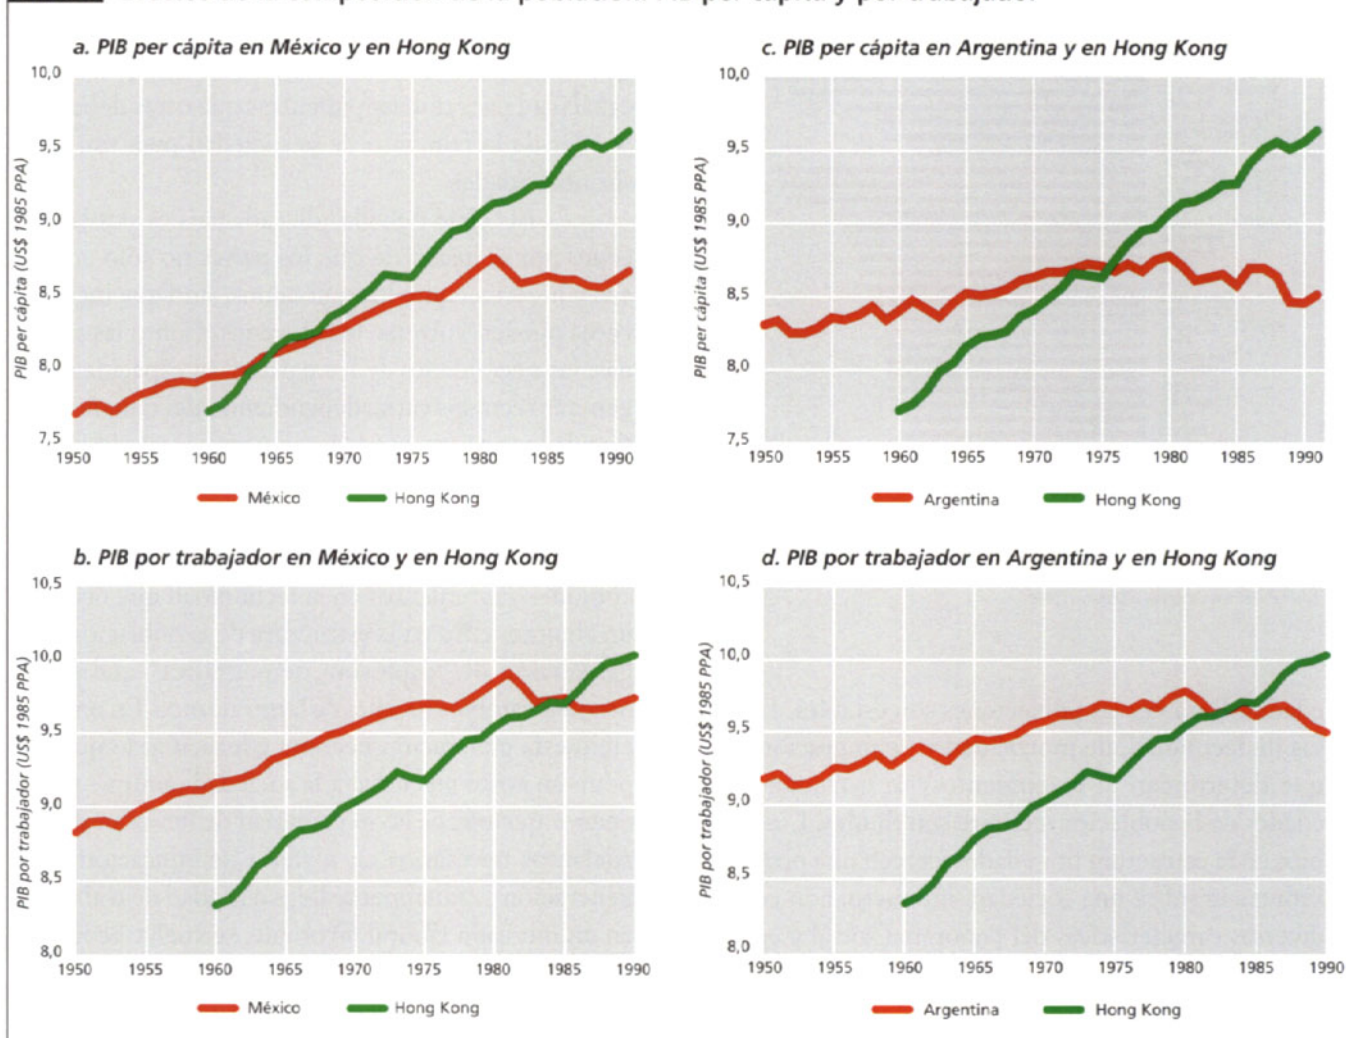 de la población: PIB per cápita y por trabajador
a. PIB per cápita en México y en Hong Kong
PIB per cápita (US$ 1985 PPA)
10,0
9,5
9,0
8,5
8,0
7,5
1950 1955 1960 1965 1970 1975 1980 1985 1990
México Hong Kong
c. PIB per cápita en Argentina y en Hong Kong
PIB per cápita (US$ 1985 PPA)
10,0
9,5
9,0
8,5
8,0
7,5
1950 1955 1960 1965 1970 1975 1980 1985 1990
Argentina Hong Kong
b. PIB por trabajador en México y en Hong Kong
PIB por trabajador (US$ 1985 PPA)
10,5
10,0
9,5
9,0
8,5
8,0
1950 1955 1960 1965 1970 1975 1980 1985 1990
México Hong Kong
d. PIB por trabajador en Argentina y en Hong Kong
PIB por trabajador (US$ 1985 PPA)
10,5
10,0
9,5
9,0
8,5
8,0
1950 1955 1960 1965 1970 1975 1980 1985 1990
Argentina Hong Kong